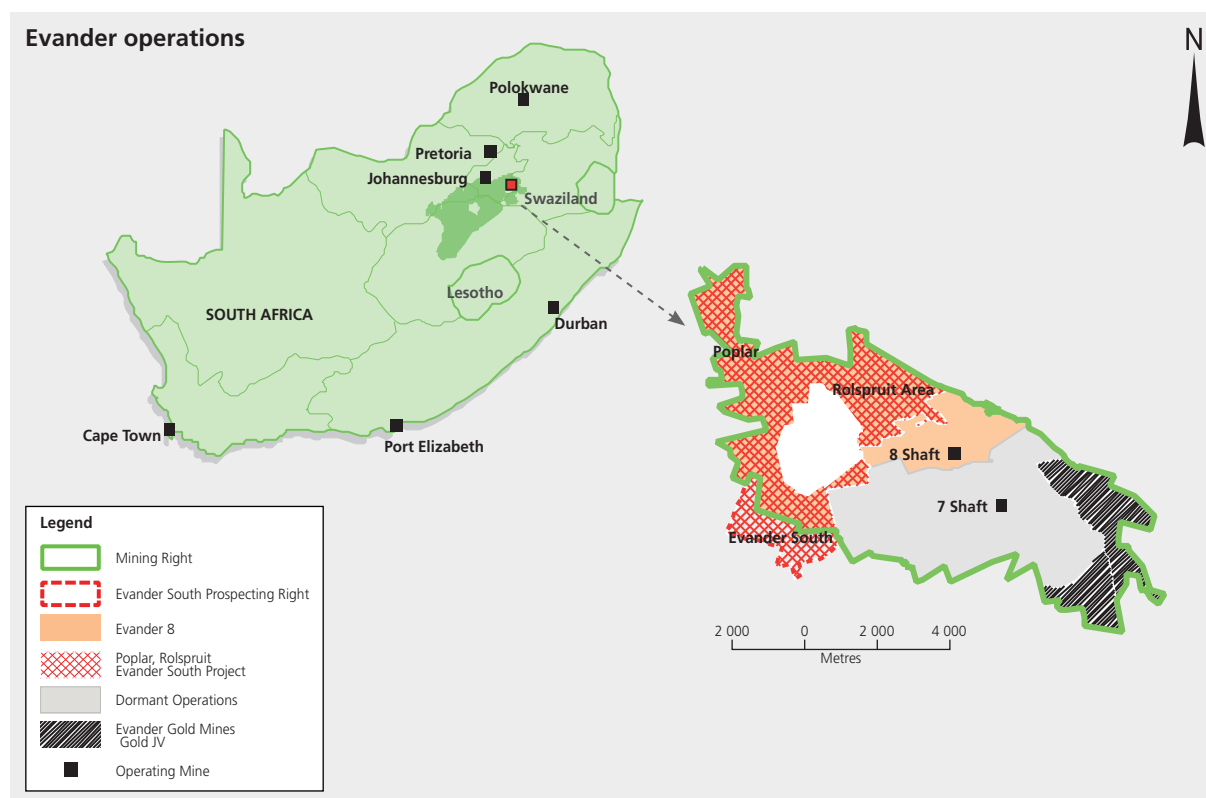 Evander operations
N
Polokwane
Pretoria
Johannesburg
Swaziland
Lesotho
SOUTH AFRICA
Durban
Cape Town
Port Elizabeth
Poplar
Rolspruit Area
8 Shaft
7 Shaft
Evander South
2 000 0 2 000 4 000
Metres
Legend
Mining Right
Evander South Prospecting Right
Evander 8
Poplar, Rolspruit
Evander South Project
Dormant Operations
Evander Gold Mines
Gold JV
Operating Mine